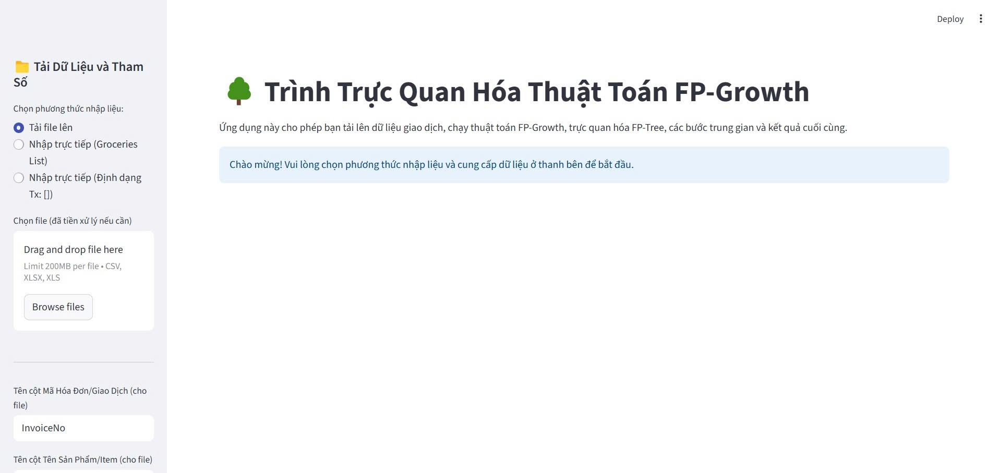 Deploy
Tải Dữ Liệu và Tham
Số
Chọn phương thức nhập liệu:
Tải file lên
Nhập trực tiếp (Groceries
List)
Nhập trực tiếp (Định dạng
Tx: [])
Chọn file (đã tiền xử lý nếu cần)
Drag and drop file here
Limit 200MB per file • CSV,
XLSX, XLS
Browse files
Tên cột Mã Hóa Đơn/Giao Dịch (cho
file)
InvoiceNo
Tên cột Tên Sản Phẩm/Item (cho file)
Trình Trực Quan Hóa Thuật Toán FP-Growth
Ứng dụng này cho phép bạn tải lên dữ liệu giao dịch, chạy thuật toán FP-Growth, trực quan hóa FP-Tree, các bước trung gian và kết quả cuối cùng.
Chào mừng! Vui lòng chọn phương thức nhập liệu và cung cấp dữ liệu ở thanh bên để bắt đầu.